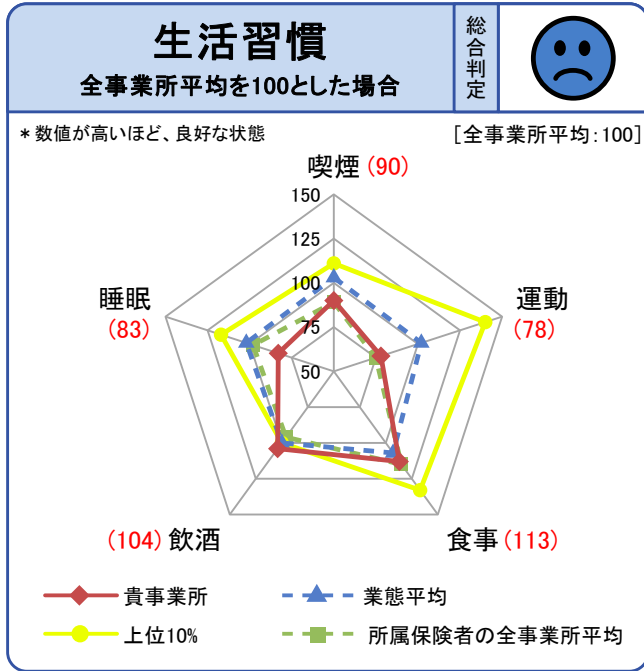 生活習慣
全事業所平均を100とした場合
総合判定
*数値が高いほど、良好な状態
[全事業所平均:100]
喫煙(90)
150
125
100
75
50
睡眠
(83)
運動
(78)
(104)飲酒
食事(113)
貴事業所
業態平均
上位10%
所属保険者の全事業所平均